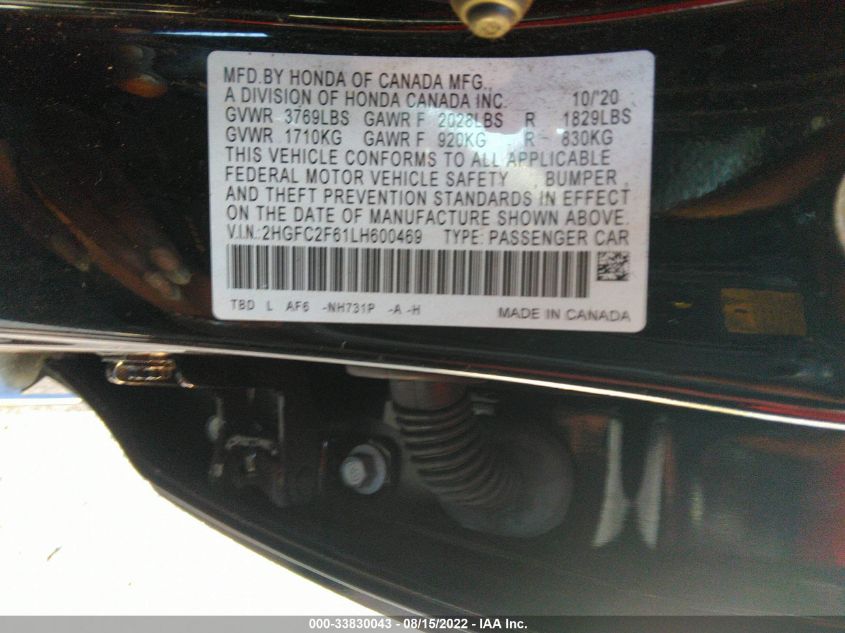 MFD.BY HONDA OF CANADA MFG.,
A DIVISION OF HONDA CANADA INC. 10/'20
GVWR 3769LBS GAWR F 2028LBS R 1829LBS
GVWR 1710KG GAWR F 920KG R - 830KG
THIS VEHICLE CONFORMS TO ALL APPLICABLE
FEDERAL MOTOR VEHICLE SAFETY, BUMPER,
AND THEFT PREVENTION STANDARDS IN EFFECT
ON THE DATE OF MANUFACTURE SHOWN ABOVE.
V.I.N.:2HGFC2F61LH600469 TYPE: PASSENGER CAR
TBD L AF6 -NH731P -A -H MADE IN CANADA
000-33830043 - 08/15/2022 - © IAA, Inc.